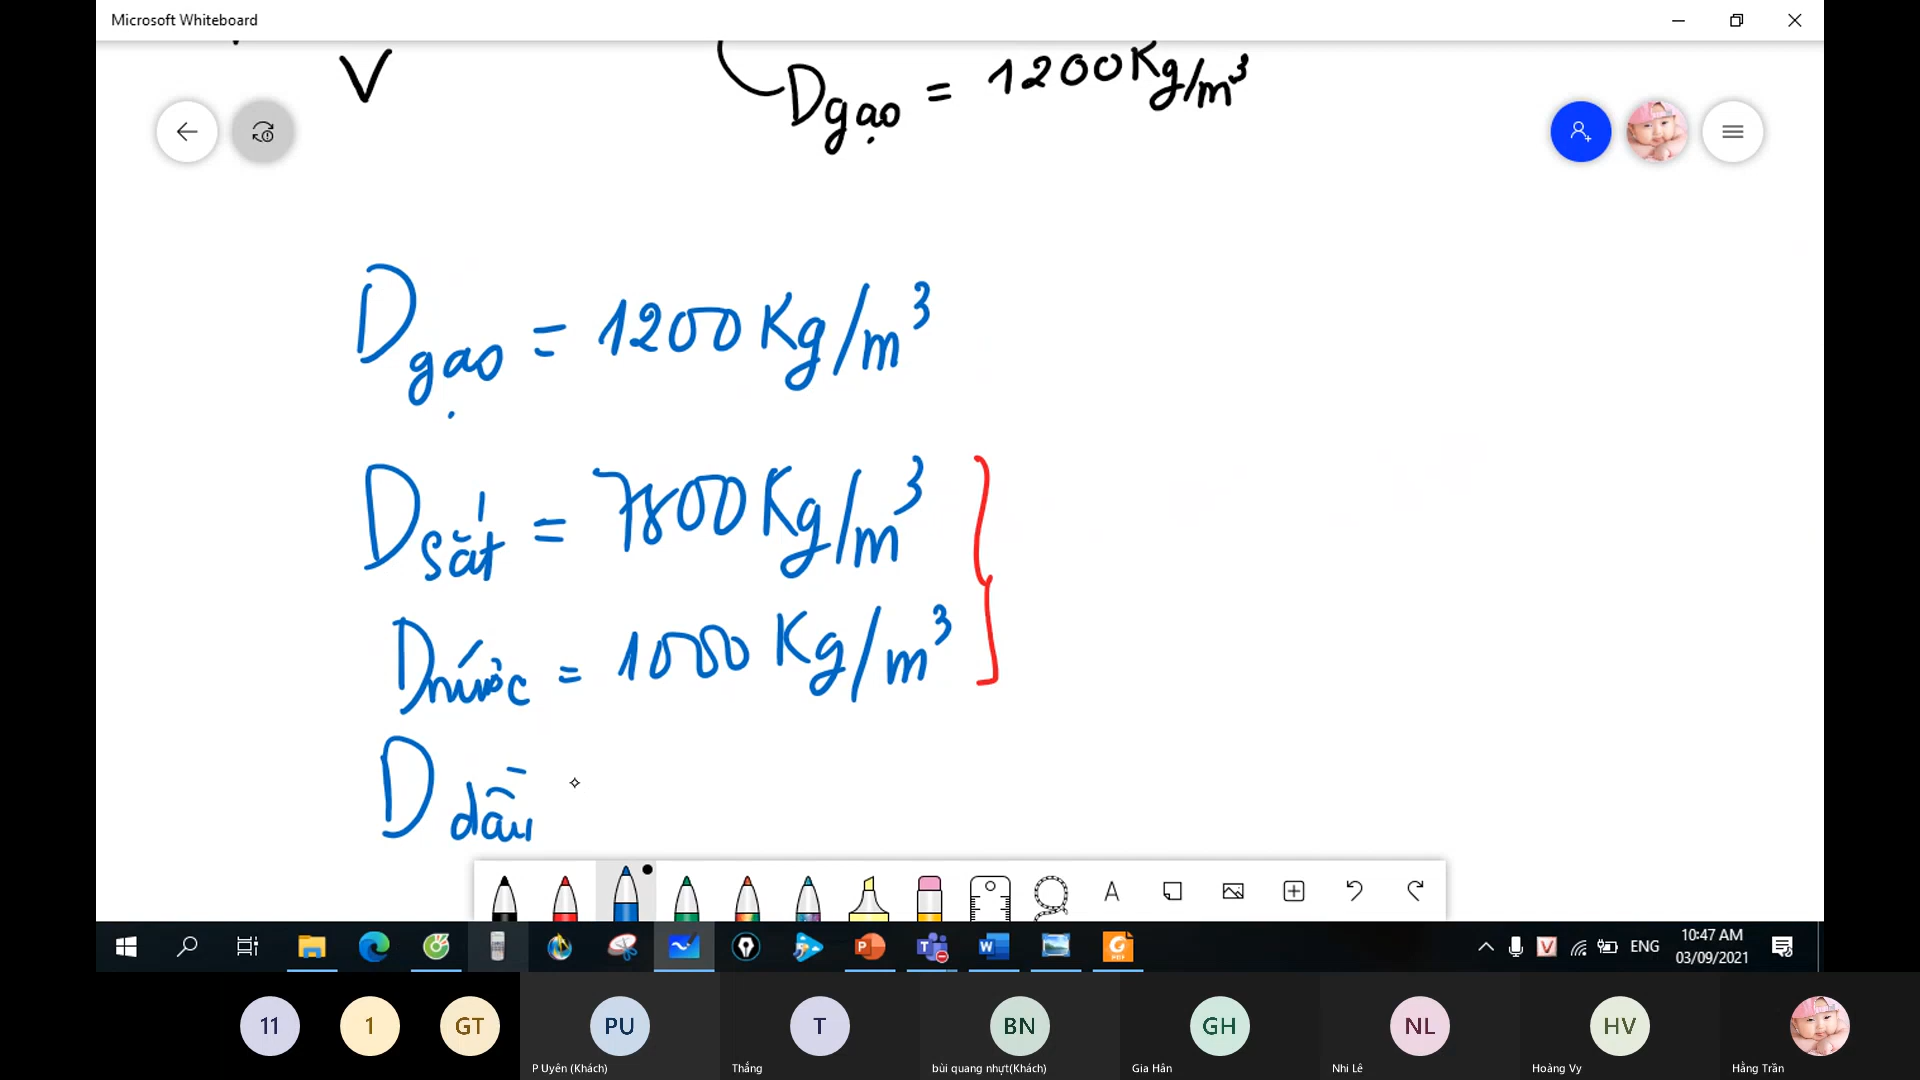 Microsoft Whiteboard
V
Dgạo = 1200Kg/m³
Dgạo = 1200 Kg/m³
Dsắt = 7800 Kg/m³
Dnước = 1000 Kg/m³
D dầu
A
ENG
10:47 AM
03/09/2021
11
1
GT
PU
T
BN
GH
NL
HV
P Uyên (Khách)
Thắng
bùi quang nhựt(Khách)
Gia Hân
Nhi Lê
Hoàng Vy
Hằng Trần